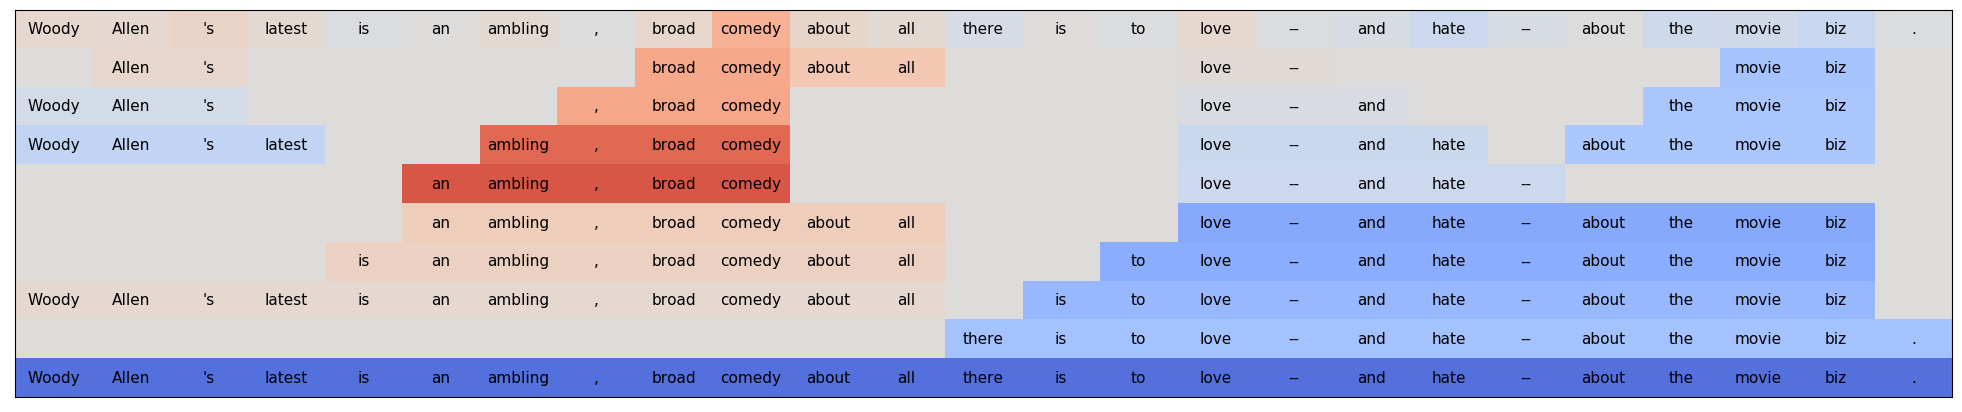 Woody Allen 's latest is an ambling , broad comedy about all there is to love -- and hate -- about the movie biz .
Allen 's broad comedy about all love -- movie biz
Woody Allen 's , broad comedy love -- and the movie biz
Woody Allen 's latest ambling , broad comedy love -- and hate about the movie biz
an ambling , broad comedy love -- and hate --
an ambling , broad comedy about all love -- and hate -- about the movie biz
is an ambling , broad comedy about all to love -- and hate -- about the movie biz
Woody Allen 's latest is an ambling , broad comedy about all is to love -- and hate -- about the movie biz
there is to love -- and hate -- about the movie biz .
Woody Allen 's latest is an ambling , broad comedy about all there is to love -- and hate -- about the movie biz .